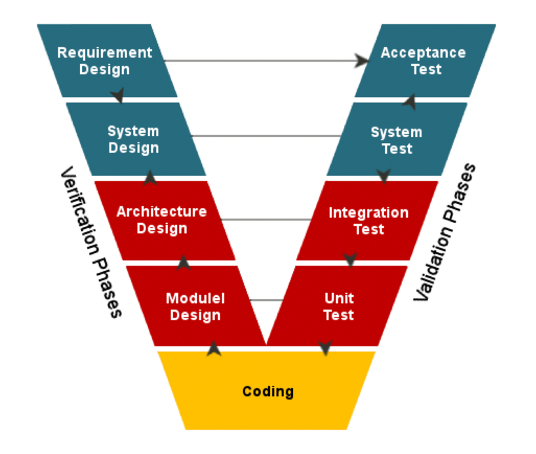 Requirement
Design
Acceptance
Test
System
Design
System
Test
Architecture
Design
Integration
Test
Modulel
Design
Unit
Test
Coding
Verification Phases
Validation Phases